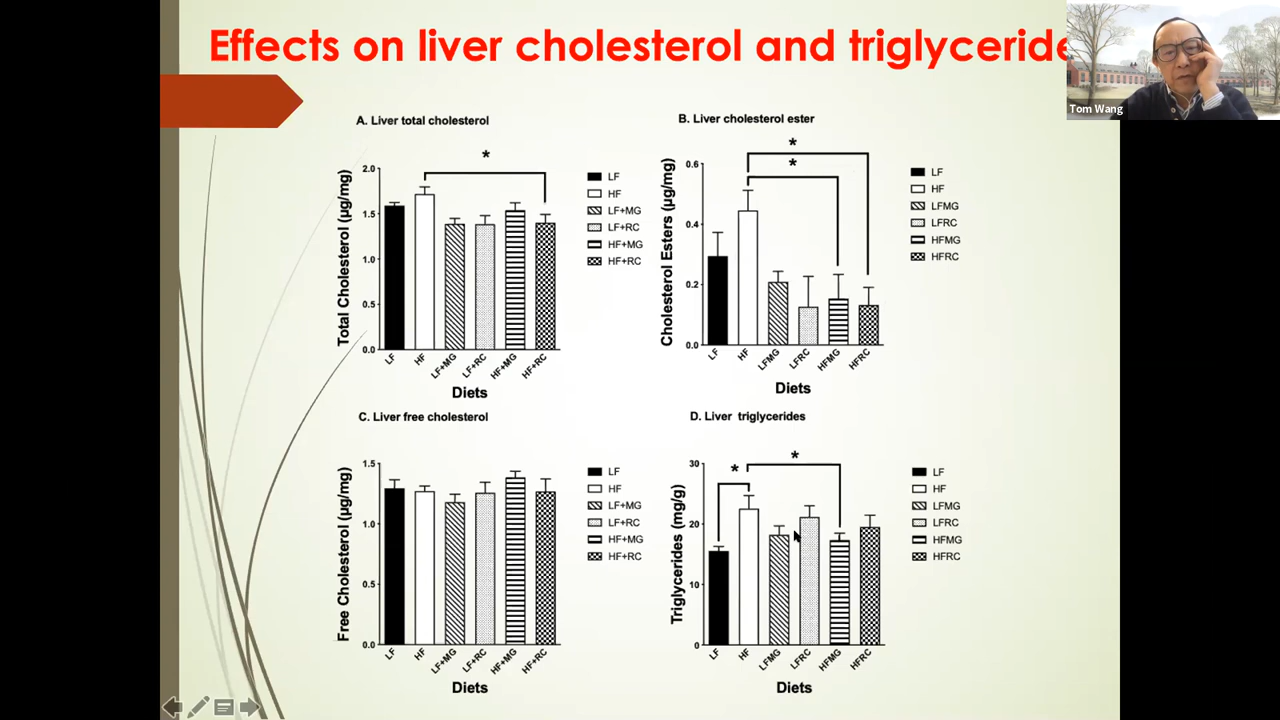 Effects on liver cholesterol and triglyceride
Tom Wang
A. Liver total cholesterol
*
Total Cholesterol (µg/mg)
2.0
1.5
1.0
0.5
0.0
LF
HF
LF+MG
LF+RC
HF+MG
HF+RC
Diets
LF
HF
LF+MG
LF+RC
HF+MG
HF+RC
B. Liver cholesterol ester
*
*
Cholesterol Esters (µg/mg)
0.6
0.4
0.2
0.0
LF
HF
LFMG
LFRC
HFMG
HFRC
Diets
LF
HF
LFMG
LFRC
HFMG
HFRC
C. Liver free cholesterol
Free Cholesterol (µg/mg)
1.5
1.0
0.5
0.0
LF
HF
LF+MG
LF+RC
HF+MG
HF+RC
Diets
LF
HF
LF+MG
LF+RC
HF+MG
HF+RC
D. Liver triglycerides
*
*
Triglycerides (mg/g)
30
20
10
0
LF
HF
LFMG
LFRC
HFMG
HFRC
Diets
LF
HF
LFMG
LFRC
HFMG
HFRC